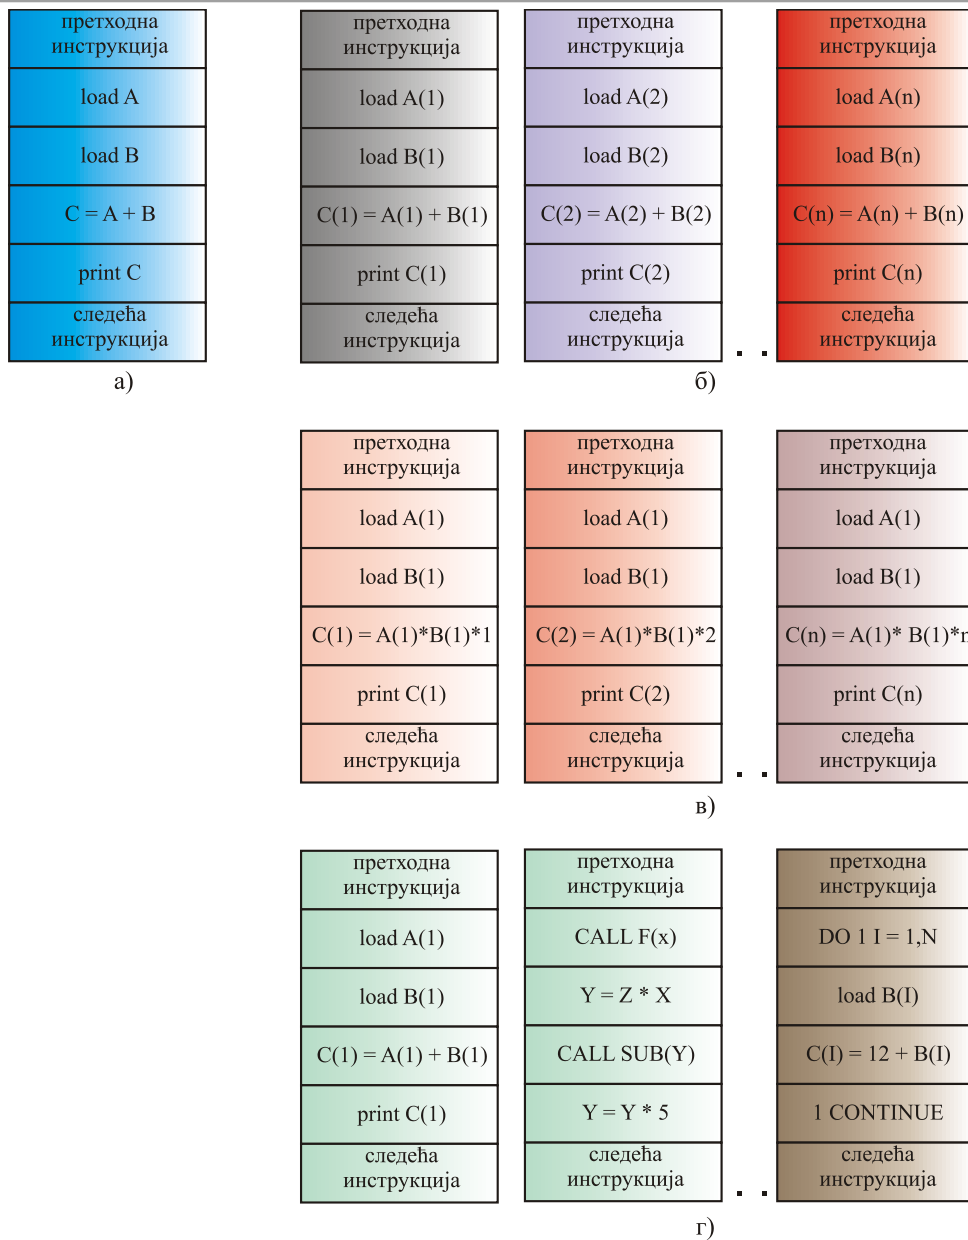 претходна
инструкција
load A
load B
C = A + B
print C
следећа
инструкција
а)
претходна
инструкција
load A(1)
load B(1)
C(1) = A(1) + B(1)
print C(1)
следећа
инструкција
претходна
инструкција
load A(2)
load B(2)
C(2) = A(2) + B(2)
print C(2)
следећа
инструкција
. .
претходна
инструкција
load A(n)
load B(n)
C(n) = A(n) + B(n)
print C(n)
следећа
инструкција
б)
претходна
инструкција
load A(1)
load B(1)
C(1) = A(1)*B(1)*1
print C(1)
следећа
инструкција
претходна
инструкција
load A(1)
load B(1)
C(2) = A(1)*B(1)*2
print C(2)
следећа
инструкција
. .
претходна
инструкција
load A(1)
load B(1)
C(n) = A(1)* B(1)*n
print C(n)
следећа
инструкција
в)
претходна
инструкција
load A(1)
load B(1)
C(1) = A(1) + B(1)
print C(1)
следећа
инструкција
претходна
инструкција
CALL F(x)
Y = Z * X
CALL SUB(Y)
Y = Y * 5
следећа
инструкција
. .
претходна
инструкција
DO 1 I = 1,N
load B(I)
C(I) = 12 + B(I)
1 CONTINUE
следећа
инструкција
г)